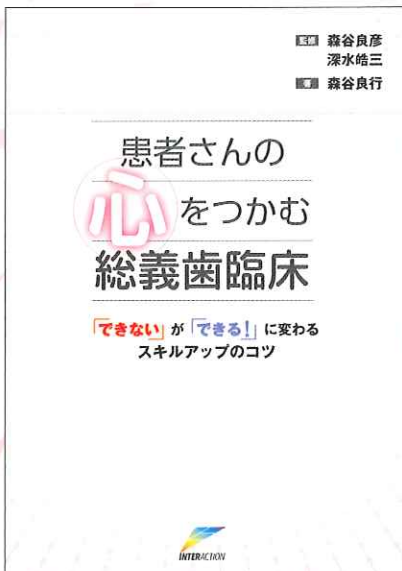 監修 森谷良彦
深水皓三
著 森谷良行
患者さんの
心をつかむ
総義歯臨床
「できない」が「できる!」に変わる
スキルアップのコツ
INTERACTION